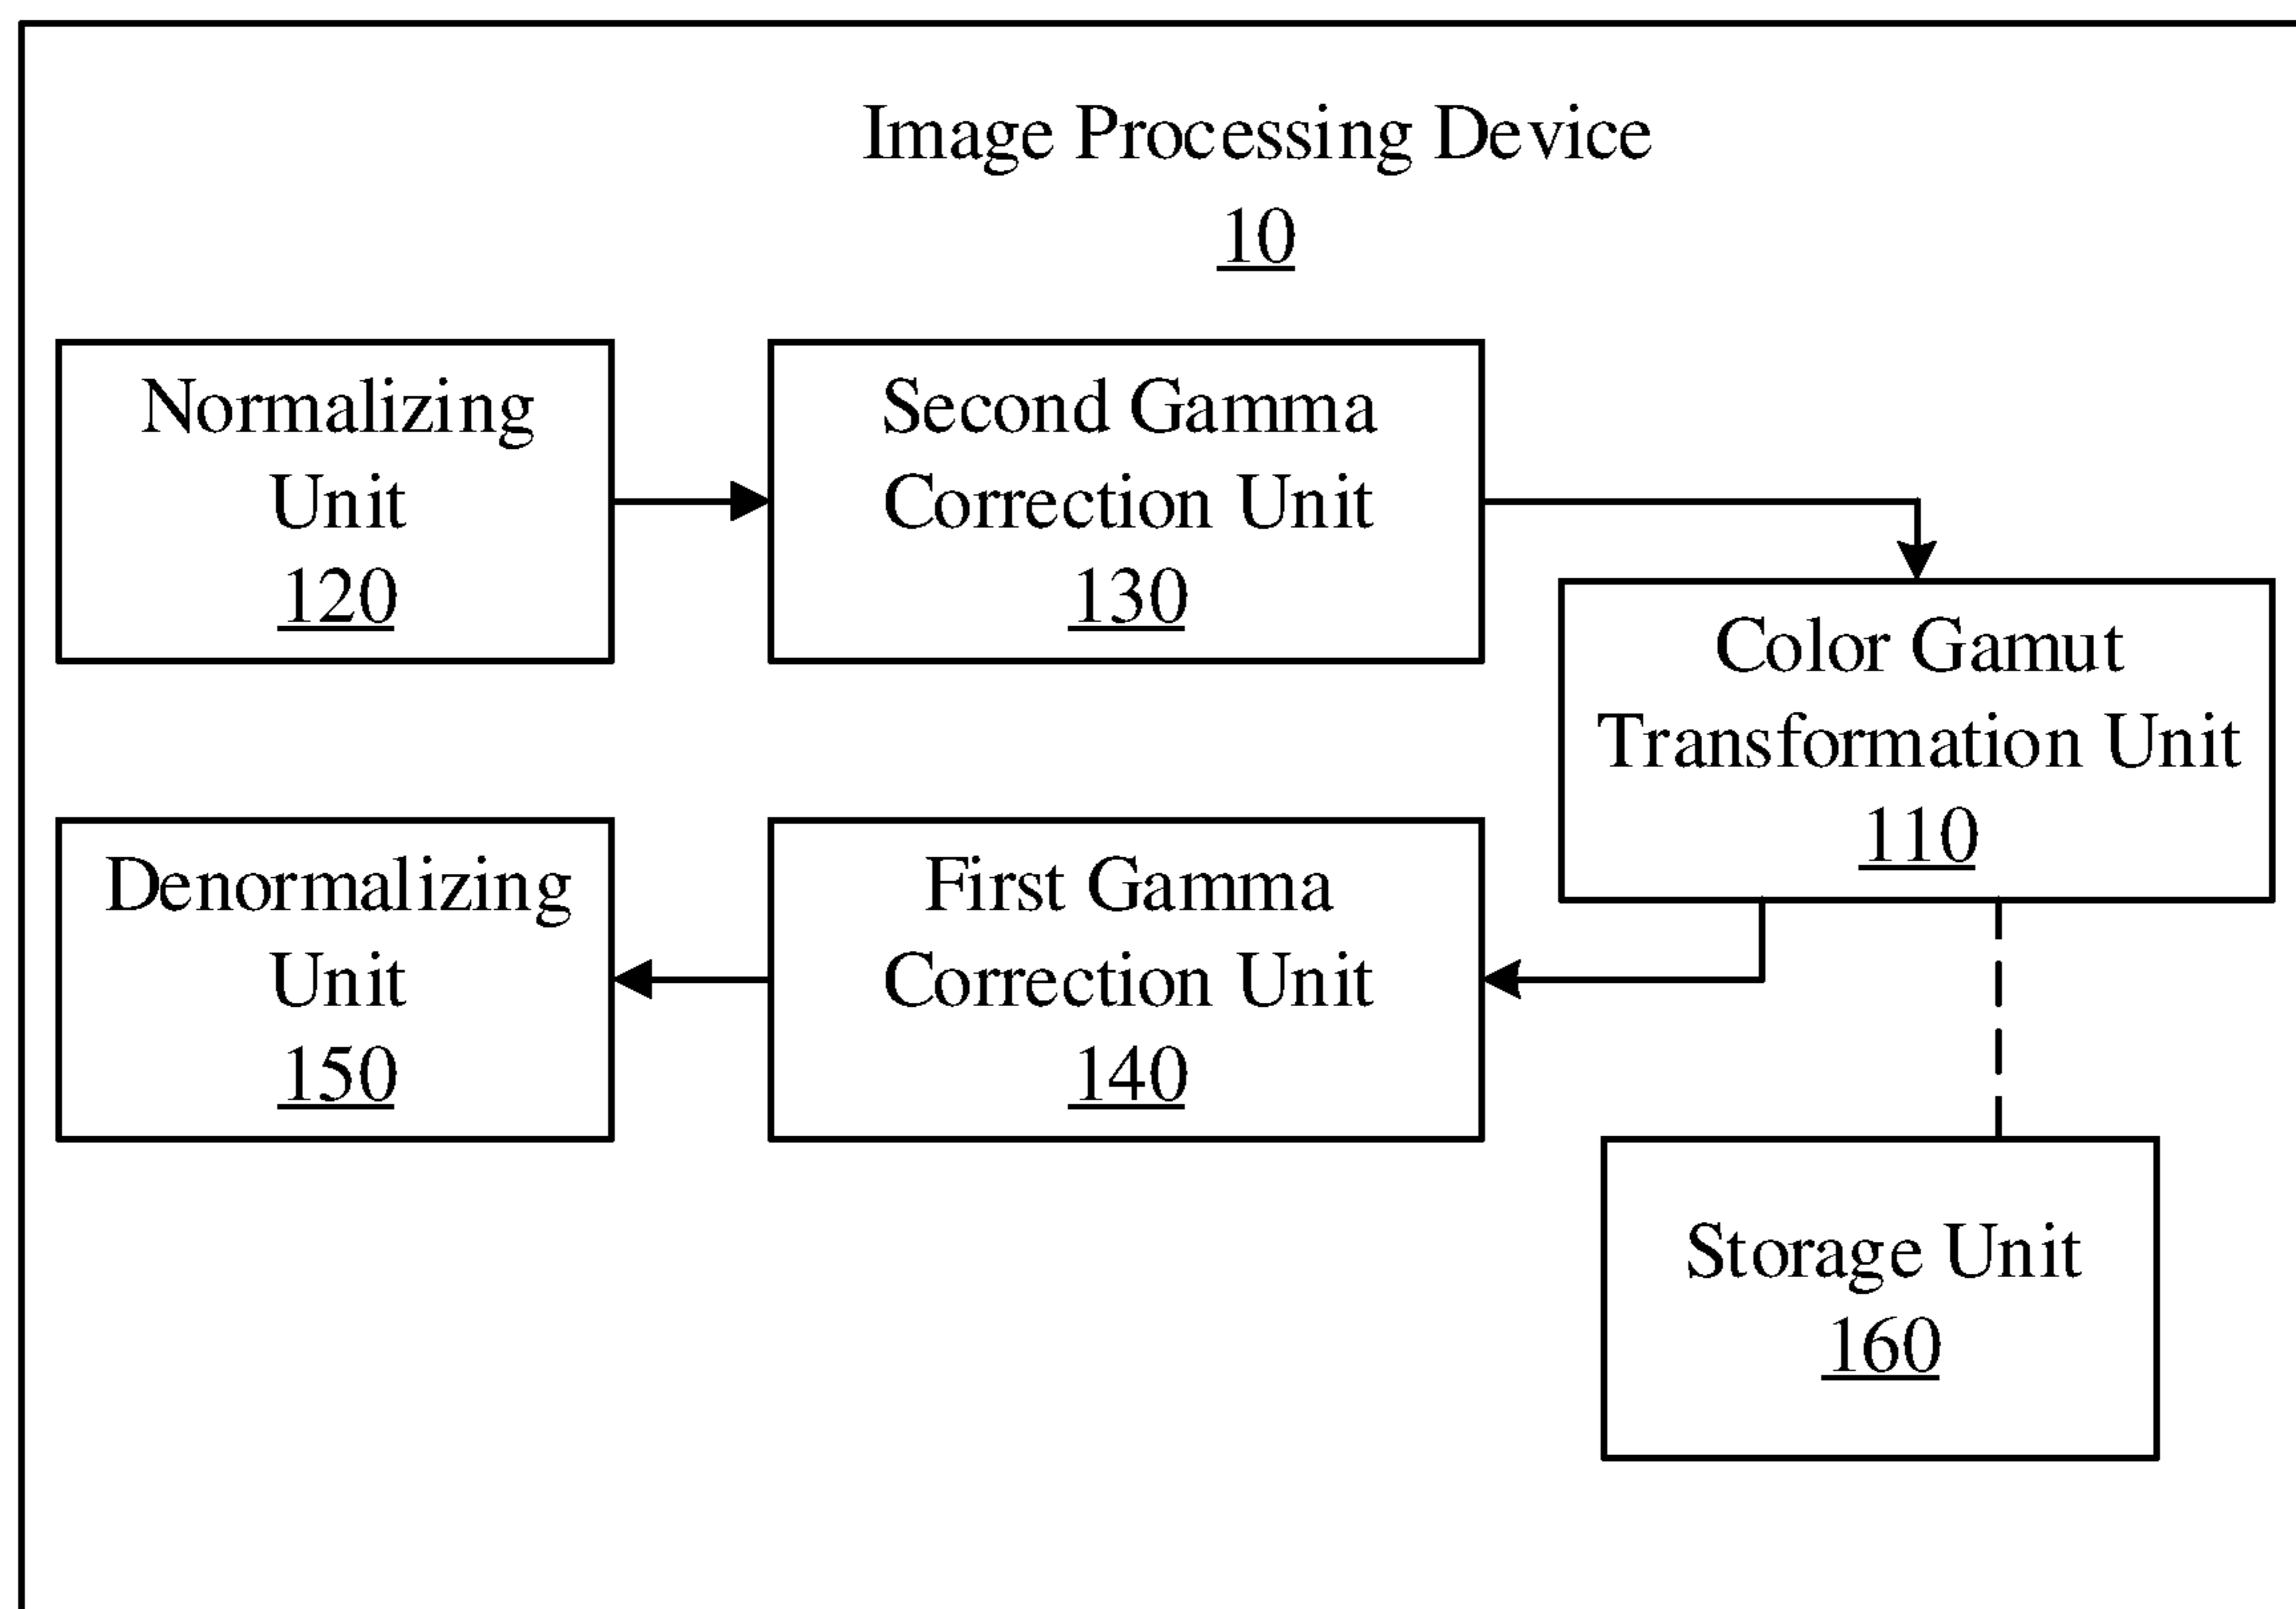 Image Processing Device
10
Normalizing
Unit
120
Second Gamma
Correction Unit
130
Color Gamut
Transformation Unit
110
Denormalizing
Unit
150
First Gamma
Correction Unit
140
Storage Unit
160